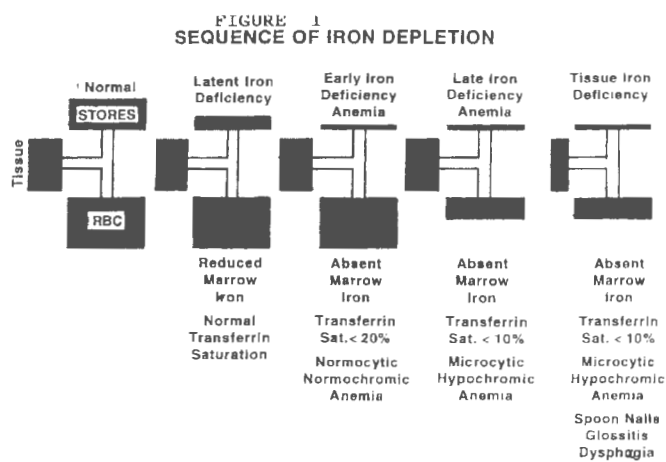 FIGURE 1
SEQUENCE OF IRON DEPLETION
Normal
STORES
Tissue
RBC
Latent Iron
Deficiency
Reduced
Marrow
Iron
Normal
Transferrin
Saturation
Early Iron
Deficiency
Anemia
Absent
Marrow
Iron
Transferrin
Sat.< 20%
Normocytic
Normochromic
Anemia
Late Iron
Deficiency
Anemia
Absent
Marrow
Iron
Transferrin
Sat. < 10%
Microcytic
Hypochromic
Anemia
Tissue Iron
Deficiency
Absent
Marrow
Iron
Transferrin
Sat. < 10%
Microcytic
Hypochromic
Anemia
Spoon Nails
Glossitis
Dysphagia